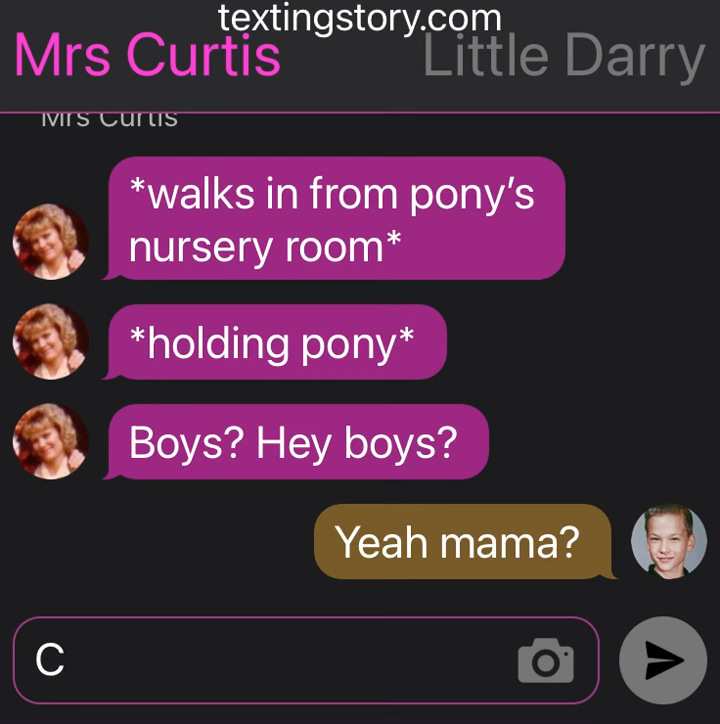 textingstory.com
Mrs Curtis
Little Darry
Mrs Curtis
*walks in from pony’s
nursery room*
*holding pony*
Boys? Hey boys?
Yeah mama?
C